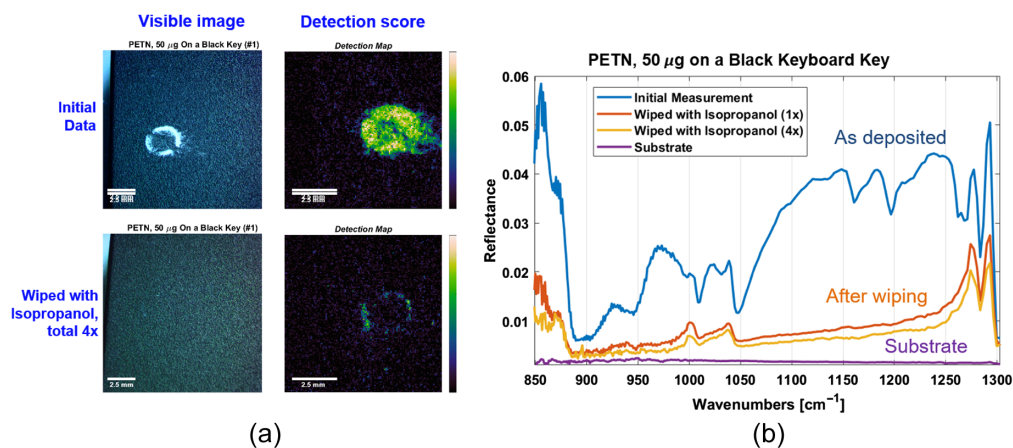 Visible image
Detection score
PETN, 50 μg On a Black Key (#1)
Detection Map
Initial
Data
2.5 mm
PETN, 50 μg On a Black Key (#1)
Detection Map
Wiped with
Isopropanol,
total 4x
2.5 mm
2.5 mm
(a)
PETN, 50 μg on a Black Keyboard Key
0.06
0.05
0.04
0.03
0.02
0.01
Reflectance
Initial Measurement
Wiped with Isopropanol (1x)
Wiped with Isopropanol (4x)
Substrate
As deposited
After wiping
Substrate
850
900
950
1000
1050
1100
1150
1200
1250
1300
Wavenumbers [cm⁻¹]
(b)